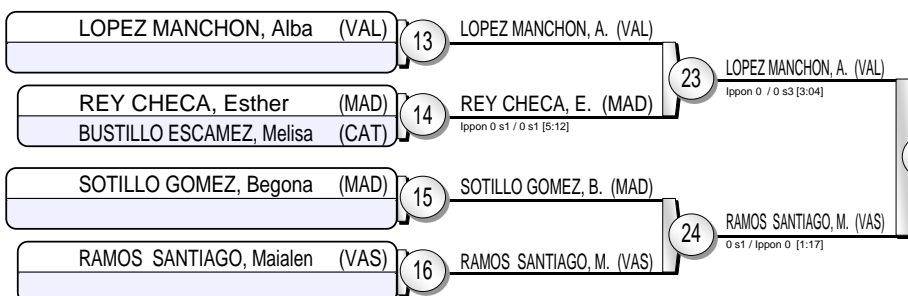 LOPEZ MANCHON, Alba (VAL)
13
LOPEZ MANCHON, A. (VAL)
23
LOPEZ MANCHON, A. (VAL)
Ippon 0 / 0 s3 [3:04]
REY CHECA, Esther (MAD)
BUSTILLO ESCAMEZ, Melisa (CAT)
14
REY CHECA, E. (MAD)
Ippon 0 s1 / 0 s1 [5:12]
SOTILLO GOMEZ, Begona (MAD)
15
SOTILLO GOMEZ, B. (MAD)
24
RAMOS SANTIAGO, M. (VAS)
0 s1 / Ippon 0 [1:17]
RAMOS SANTIAGO, Maialen (VAS)
16
RAMOS SANTIAGO, M. (VAS)